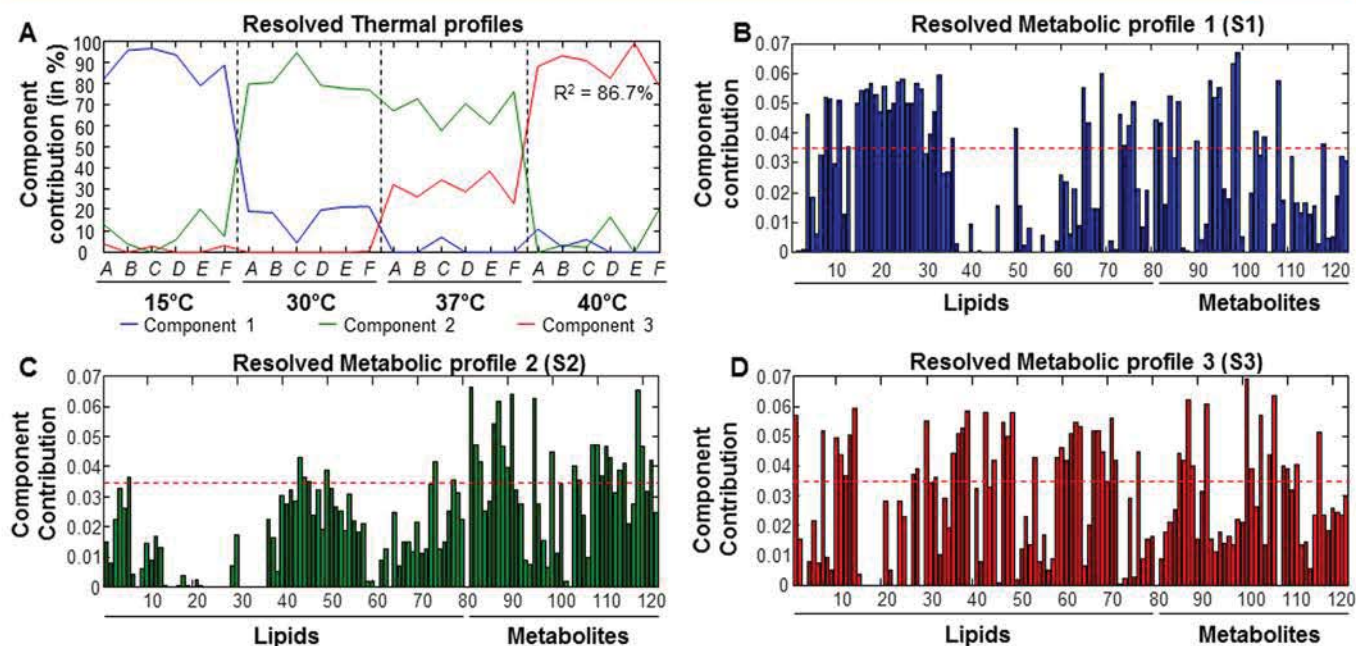 A
Resolved Thermal profiles
Component
contribution (in %)
100
90
80
70
60
50
40
30
20
10
0
R² = 86.7%
A B C D E F A B C D E F A B C D E F A B C D E F
15°C 30°C 37°C 40°C
Component 1 Component 2 Component 3
B
Resolved Metabolic profile 1 (S1)
Component
contribution
0.07
0.06
0.05
0.04
0.03
0.02
0.01
0
10 20 30 40 50 60 70 80 90 100 110 120
Lipids Metabolites
C
Resolved Metabolic profile 2 (S2)
Component
Contribution
0.07
0.06
0.05
0.04
0.03
0.02
0.01
0
10 20 30 40 50 60 70 80 90 100 110 120
Lipids Metabolites
D
Resolved Metabolic profile 3 (S3)
Component
Contribution
0.07
0.06
0.05
0.04
0.03
0.02
0.01
0
10 20 30 40 50 60 70 80 90 100 110 120
Lipids Metabolites